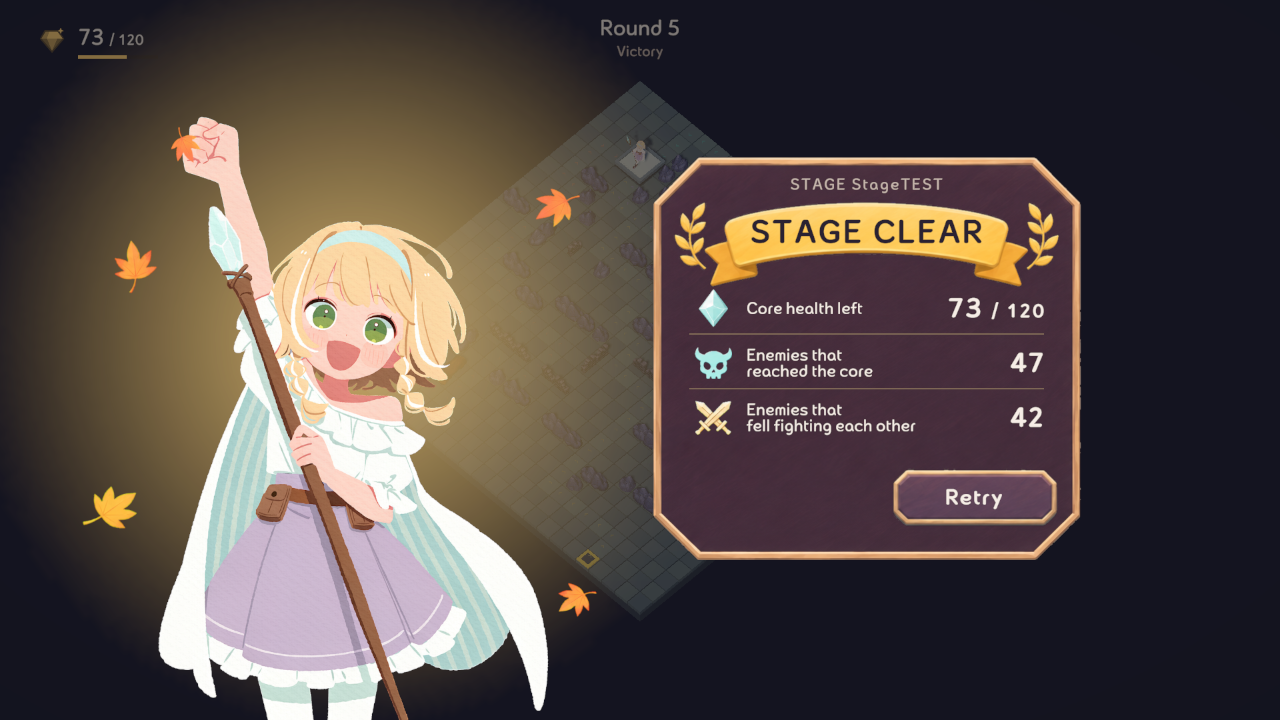 73 / 120
Round 5
Victory
STAGE StageTEST
STAGE CLEAR
Core health left
73 / 120
Enemies that
reached the core
47
Enemies that
fell fighting each other
42
Retry